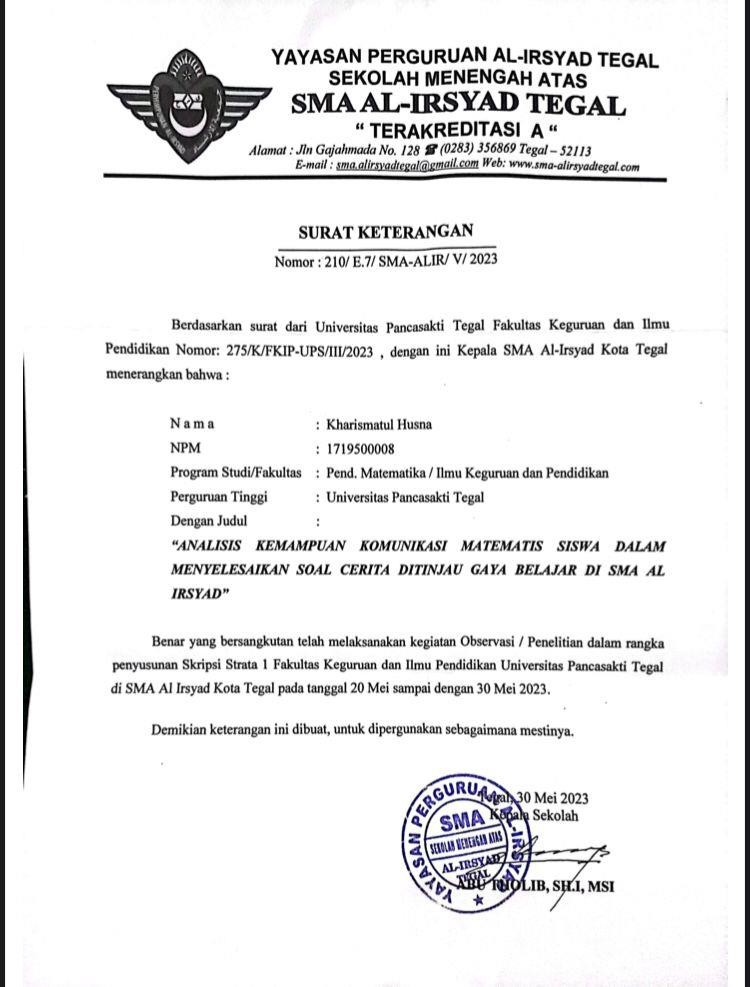 YAYASAN PERGURUAN AL-IRSYAD TEGAL
SEKOLAH MENENGAH ATAS
SMA AL-IRSYAD TEGAL
“ TERAKREDITASI A “
Alamat : Jln Gajahmada No. 128 ☎ (0283) 356869 Tegal – 52113
E-mail : sma.alirsyadtegal@gmail.com Web: www.sma-alirsyadtegal.com
SURAT KETERANGAN
Nomor : 210/ E.7/ SMA-ALIR/ V/ 2023
Berdasarkan surat dari Universitas Pancasakti Tegal Fakultas Keguruan dan Ilmu
Pendidikan Nomor: 275/K/FKIP-UPS/III/2023 , dengan ini Kepala SMA Al-Irsyad Kota Tegal
menerangkan bahwa :
N a m a : Kharismatul Husna
NPM : 1719500008
Program Studi/Fakultas : Pend. Matematika / Ilmu Keguruan dan Pendidikan
Perguruan Tinggi : Universitas Pancasakti Tegal
Dengan Judul :
“ANALISIS KEMAMPUAN KOMUNIKASI MATEMATIS SISWA DALAM
MENYELESAIKAN SOAL CERITA DITINJAU GAYA BELAJAR DI SMA AL
IRSYAD”
Benar yang bersangkutan telah melaksanakan kegiatan Observasi / Penelitian dalam rangka
penyusunan Skripsi Strata 1 Fakultas Keguruan dan Ilmu Pendidikan Universitas Pancasakti Tegal
di SMA Al Irsyad Kota Tegal pada tanggal 20 Mei sampai dengan 30 Mei 2023.
Demikian keterangan ini dibuat, untuk dipergunakan sebagaimana mestinya.
Tegal, 30 Mei 2023
Kepala Sekolah
YAYASAN PERGURUAN AL-IRSYAD
SMA
SEKOLAH MENENGAH ATAS
AL-IRSYAD
TEGAL
ABU THOLIB, SH.I, MSI